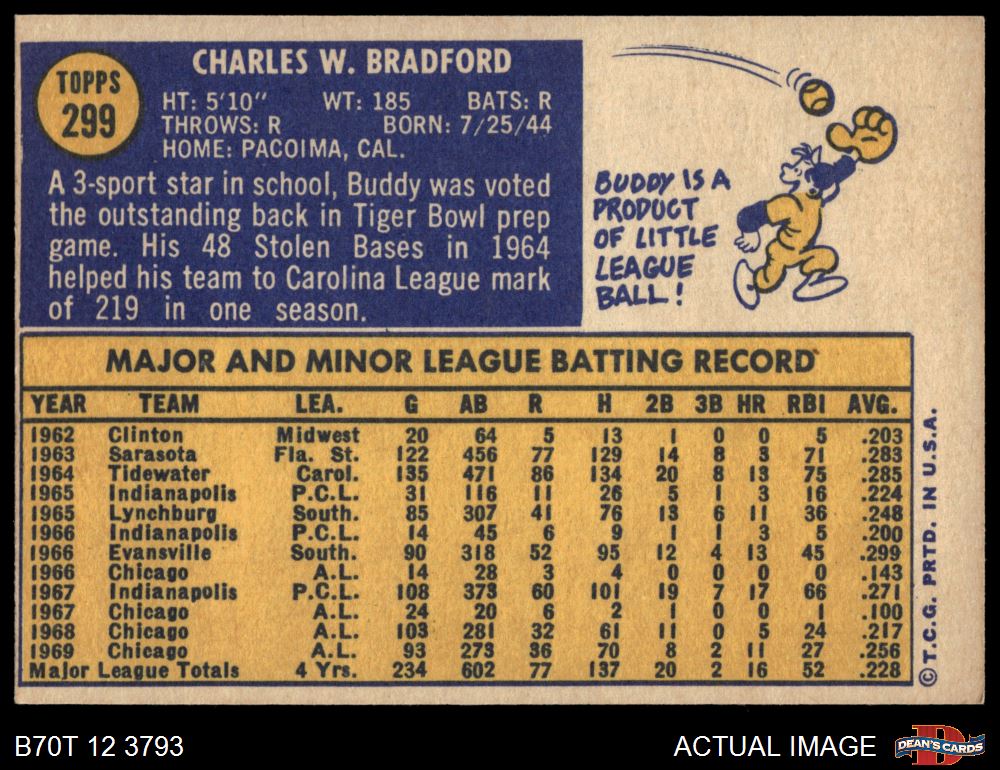 TOPPS
299
CHARLES W. BRADFORD
HT: 5'10" WT: 185 BATS: R
THROWS: R BORN: 7/25/44
HOME: PACOIMA, CAL.
A 3-sport star in school, Buddy was voted
the outstanding back in Tiger Bowl prep
game. His 48 Stolen Bases in 1964
helped his team to Carolina League mark
of 219 in one season.
BUDDY IS A
PRODUCT
OF LITTLE
LEAGUE
BALL!
MAJOR AND MINOR LEAGUE BATTING RECORD
YEAR TEAM LEA. G AB R H 2B 3B HR RBI AVG.
1962 Clinton Midwest 20 64 5 13 1 0 0 5 .203
1963 Sarasota Fla. St. 122 456 77 129 14 8 3 71 .283
1964 Tidewater Carol. 135 471 86 134 20 8 13 75 .285
1965 Indianapolis P.C.L. 31 116 11 26 5 1 3 16 .224
1965 Lynchburg South. 85 307 41 76 13 6 11 36 .248
1966 Indianapolis P.C.L. 14 45 6 9 1 1 3 5 .200
1966 Evansville South. 90 318 52 95 12 4 13 45 .299
1966 Chicago A.L. 14 28 3 4 0 0 0 0 .143
1967 Indianapolis P.C.L. 108 373 60 101 19 7 17 66 .271
1967 Chicago A.L. 24 20 6 2 1 0 0 1 .100
1968 Chicago A.L. 103 281 32 61 11 0 5 24 .217
1969 Chicago A.L. 93 273 36 70 8 2 11 27 .256
Major League Totals 4 Yrs. 234 602 77 137 20 2 16 52 .228
©T.C.G. PRTD. IN U.S.A.
B70T 12 3793
ACTUAL IMAGE
D
DEAN'S CARDS